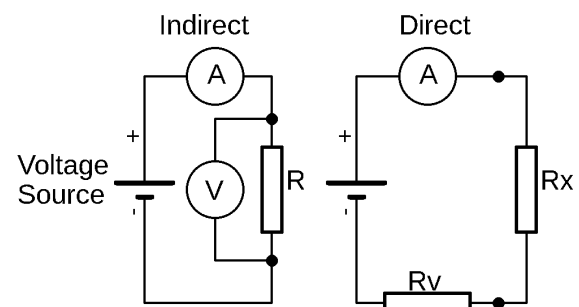 Indirect
Direct
A
A
+
+
Voltage
Source
V
R
Rx
-
-
Rv